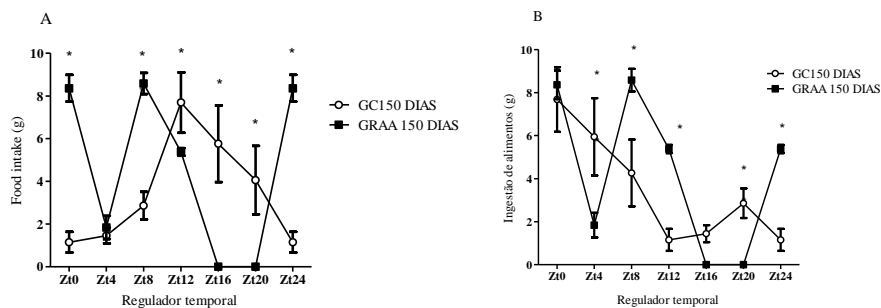 A
*
*
*
*
*
*
10
8
6
4
2
0
Food intake (g)
Zt0
Zt4
Zt8
Zt12
Zt16
Zt20
Zt24
Regulador temporal
GC150 DIAS
GRAA 150 DIAS
B
*
*
*
*
*
10
8
6
4
2
0
Ingestão de alimentos (g)
Zt0
Zt4
Zt8
Zt12
Zt16
Zt20
Zt24
Regulador temporal
GC150 DIAS
GRAA 150 DIAS